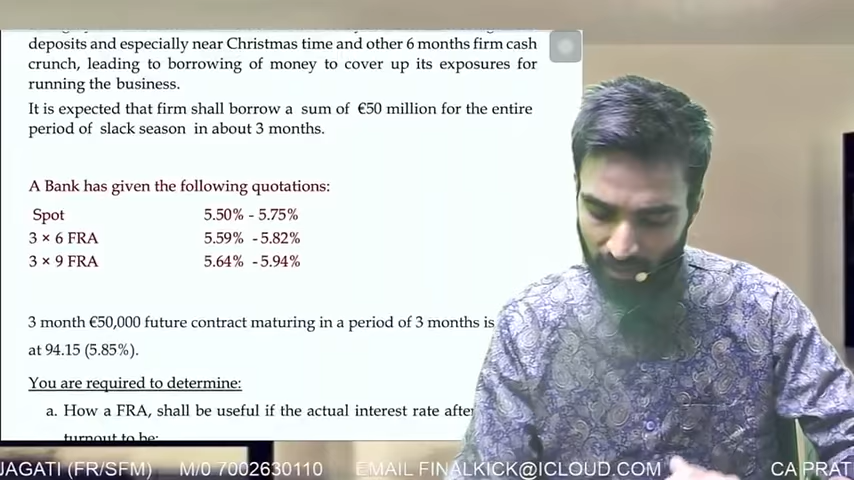 deposits and especially near Christmas time and other 6 months firm cash
crunch, leading to borrowing of money to cover up its exposures for
running the business.
It is expected that firm shall borrow a sum of €50 million for the entire
period of slack season in about 3 months.
A Bank has given the following quotations:
Spot 5.50% - 5.75%
3 × 6 FRA 5.59% - 5.82%
3 × 9 FRA 5.64% - 5.94%
3 month €50,000 future contract maturing in a period of 3 months is
at 94.15 (5.85%).
You are required to determine:
a. How a FRA, shall be useful if the actual interest rate after
turnout to be:
JAGATI (FR/SFM) M/0 7002630110 EMAIL FINALKICK@ICLOUD.COM CA PRAT